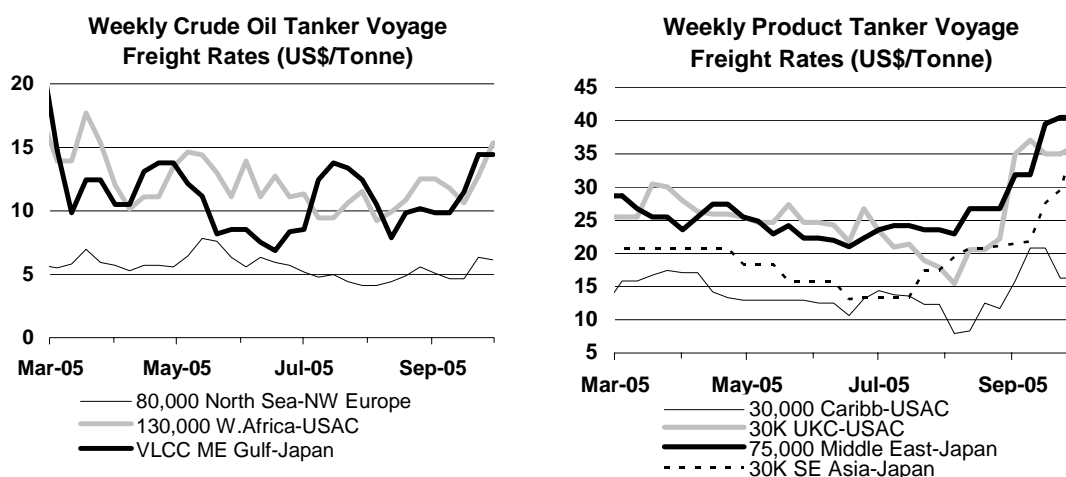 Weekly Crude Oil Tanker Voyage
Freight Rates (US$/Tonne)
20
15
10
5
0
Mar-05 May-05 Jul-05 Sep-05
80,000 North Sea-NW Europe
130,000 W.Africa-USAC
VLCC ME Gulf-Japan
Weekly Product Tanker Voyage
Freight Rates (US$/Tonne)
45
40
35
30
25
20
15
10
5
Mar-05 May-05 Jul-05 Sep-05
30,000 Caribb-USAC
30K UKC-USAC
75,000 Middle East-Japan
30K SE Asia-Japan